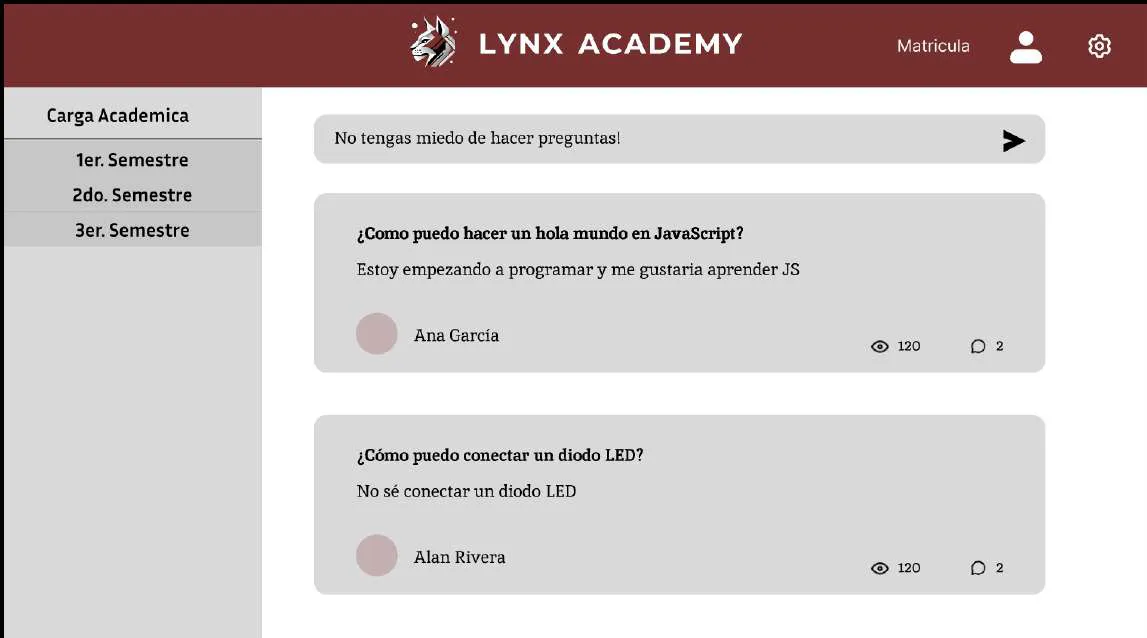 LYNX ACADEMY
Matricula
Carga Academica
1er. Semestre
2do. Semestre
3er. Semestre
No tengas miedo de hacer preguntas!
¿Como puedo hacer un hola mundo en JavaScript?
Estoy empezando a programar y me gustaria aprender JS
Ana García
120
2
¿Cómo puedo conectar un diodo LED?
No sé conectar un diodo LED
Alan Rivera
120
2